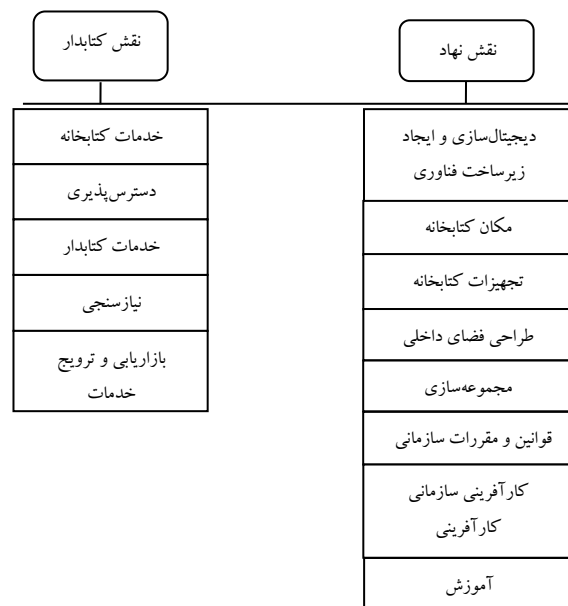 نقش نهاد
دیجیتال‌سازی و ایجاد
زیرساخت فناوری
مکان کتابخانه
تجهیزات کتابخانه
طراحی فضای داخلی
مجموعه‌سازی
قوانین و مقررات سازمانی
کارآفرینی سازمانی
کارآفرینی
آموزش
نقش کتابدار
خدمات کتابخانه
دسترس‌پذیری
خدمات کتابدار
نیازسنجی
بازاریابی و ترویج
خدمات